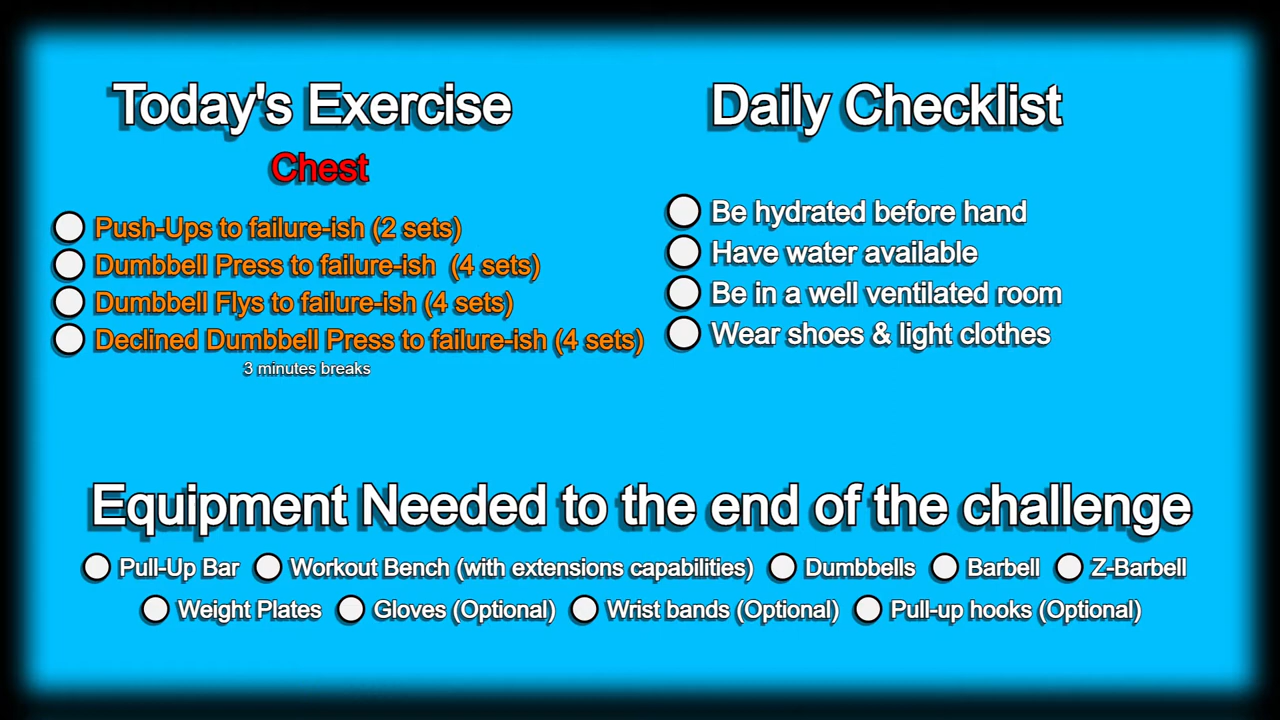 Today's Exercise
Chest
Push-Ups to failure-ish (2 sets)
Dumbbell Press to failure-ish (4 sets)
Dumbbell Flys to failure-ish (4 sets)
Declined Dumbbell Press to failure-ish (4 sets)
3 minutes breaks
Daily Checklist
Be hydrated before hand
Have water available
Be in a well ventilated room
Wear shoes & light clothes
Equipment Needed to the end of the challenge
Pull-Up Bar Workout Bench (with extensions capabilities) Dumbbells Barbell Z-Barbell
Weight Plates Gloves (Optional) Wrist bands (Optional) Pull-up hooks (Optional)